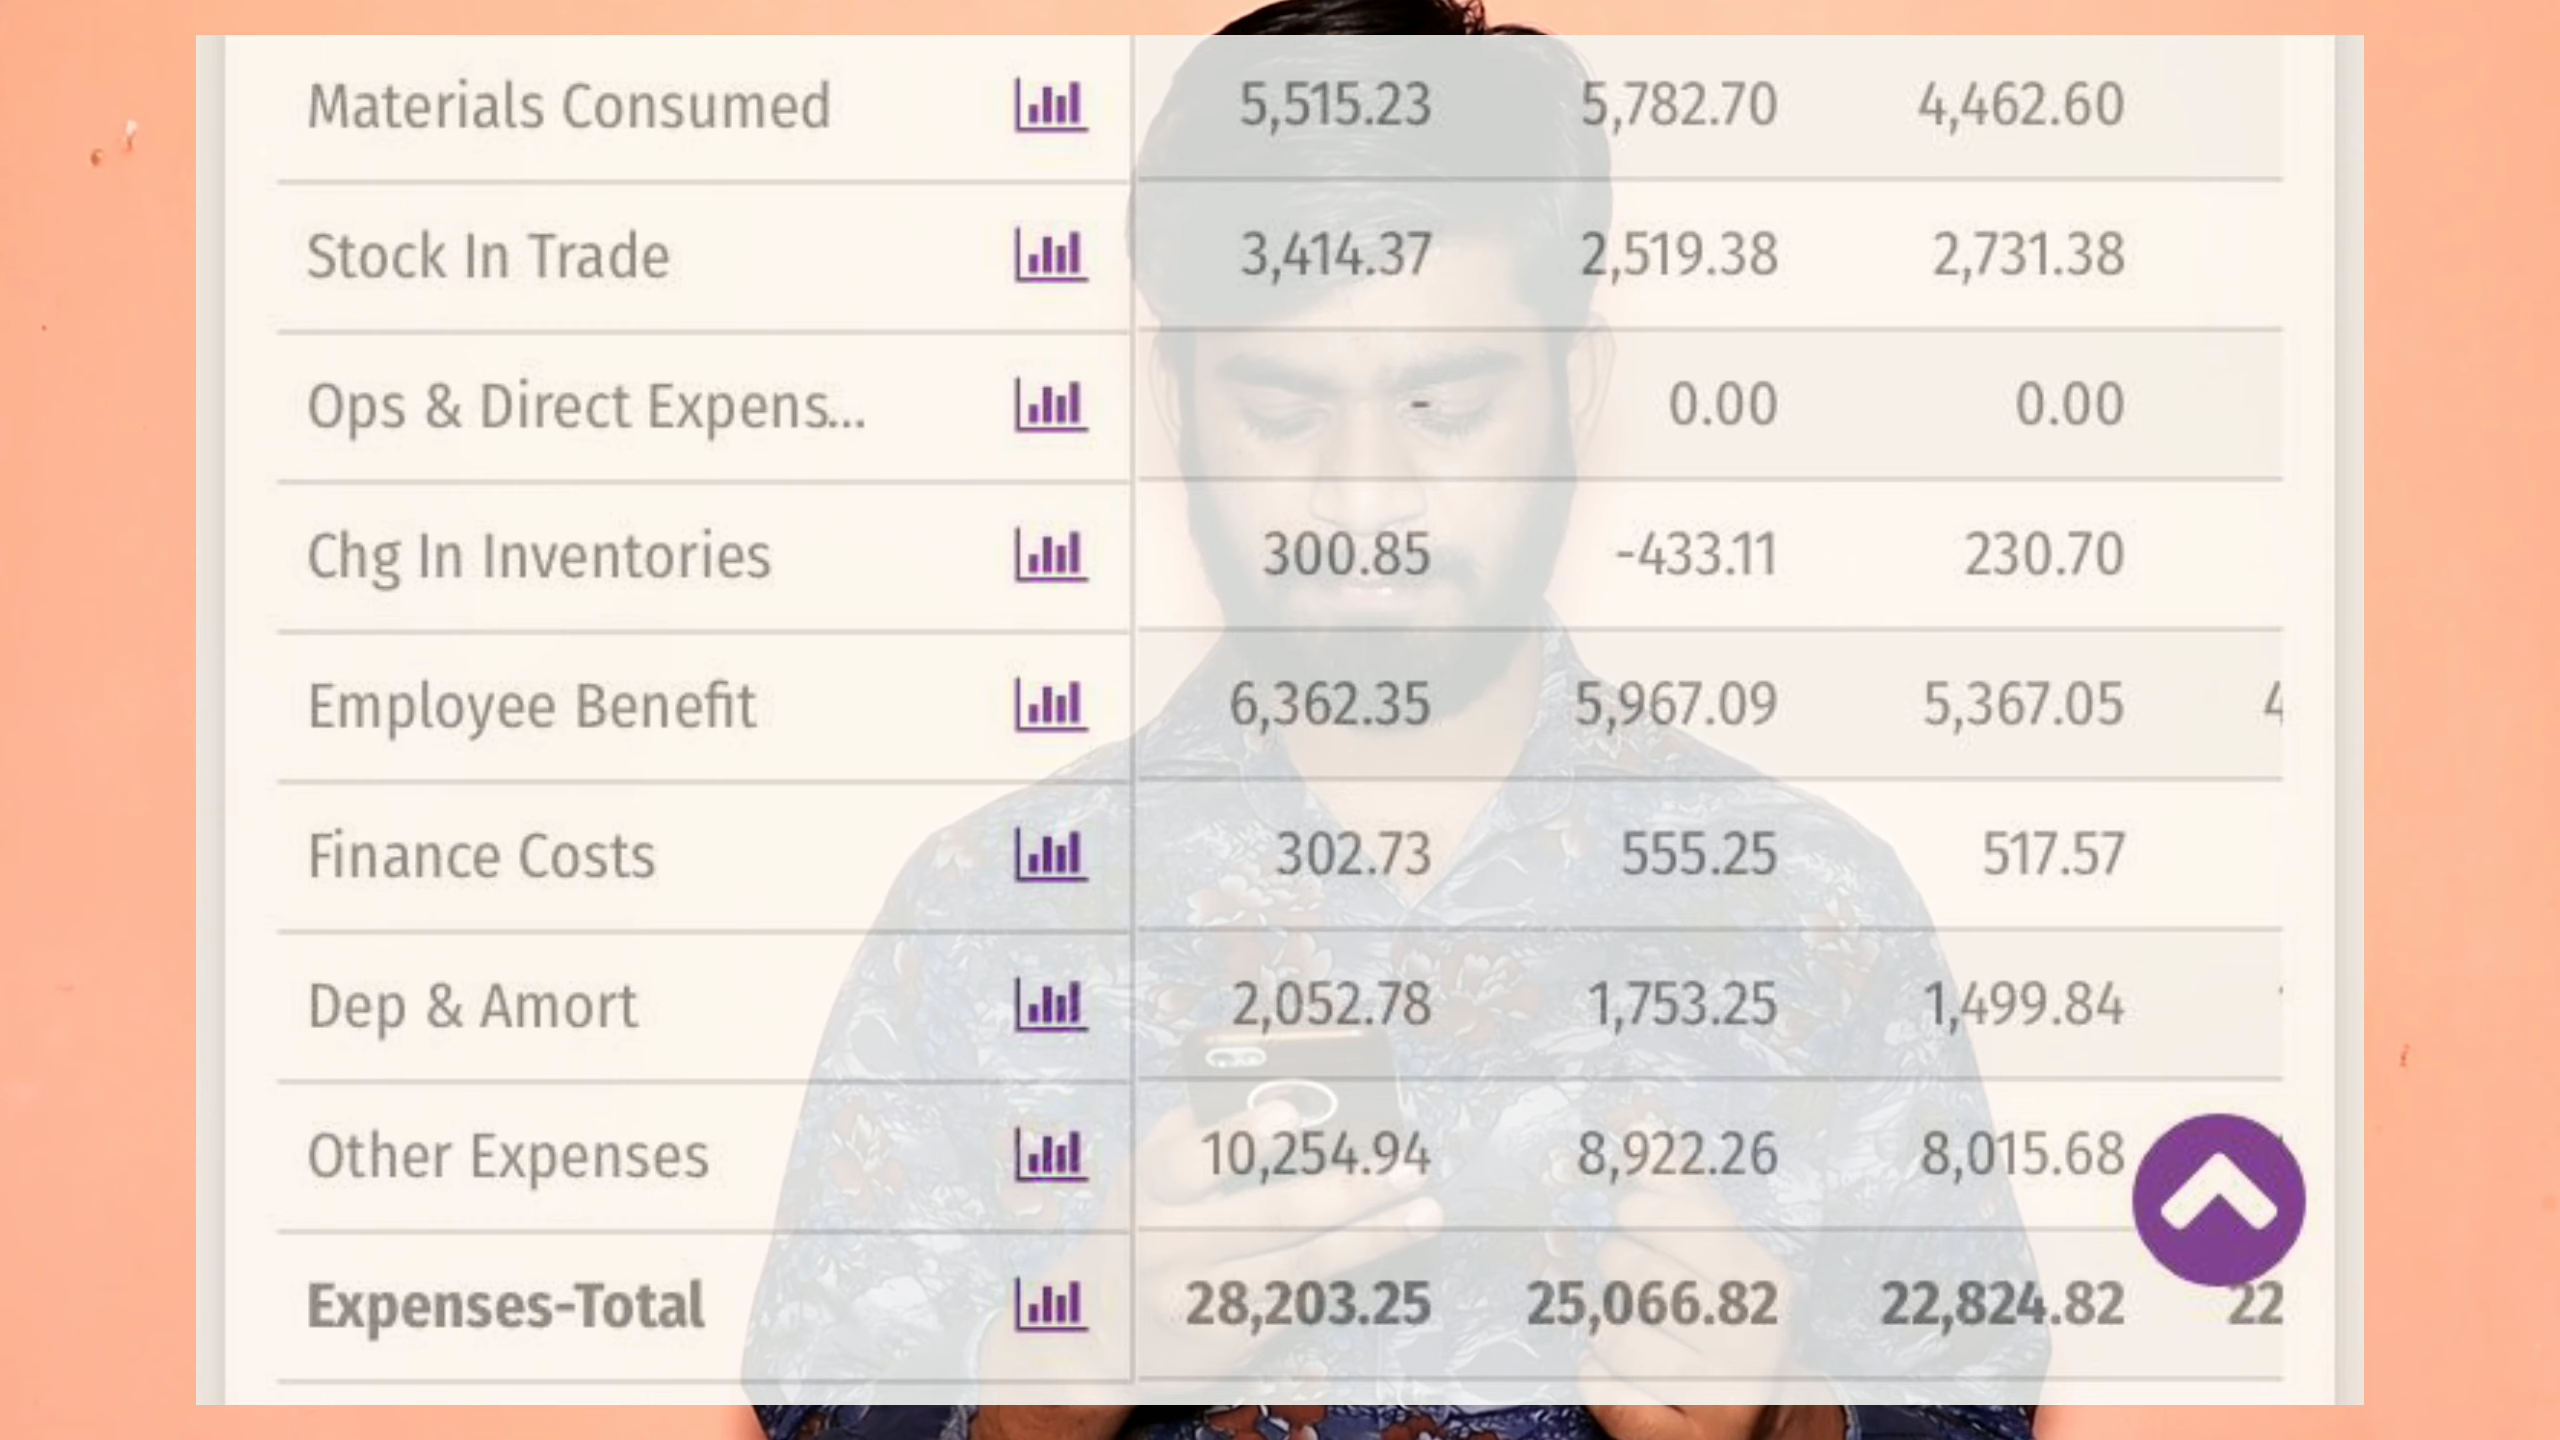 Materials Consumed 5,515.23 5,782.70 4,462.60
Stock In Trade 3,414.37 2,519.38 2,731.38
Ops & Direct Expens... - 0.00 0.00
Chg In Inventories 300.85 -433.11 230.70
Employee Benefit 6,362.35 5,967.09 5,367.05 4
Finance Costs 302.73 555.25 517.57
Dep & Amort 2,052.78 1,753.25 1,499.84
Other Expenses 10,254.94 8,922.26 8,015.68
Expenses-Total 28,203.25 25,066.82 22,824.82 22